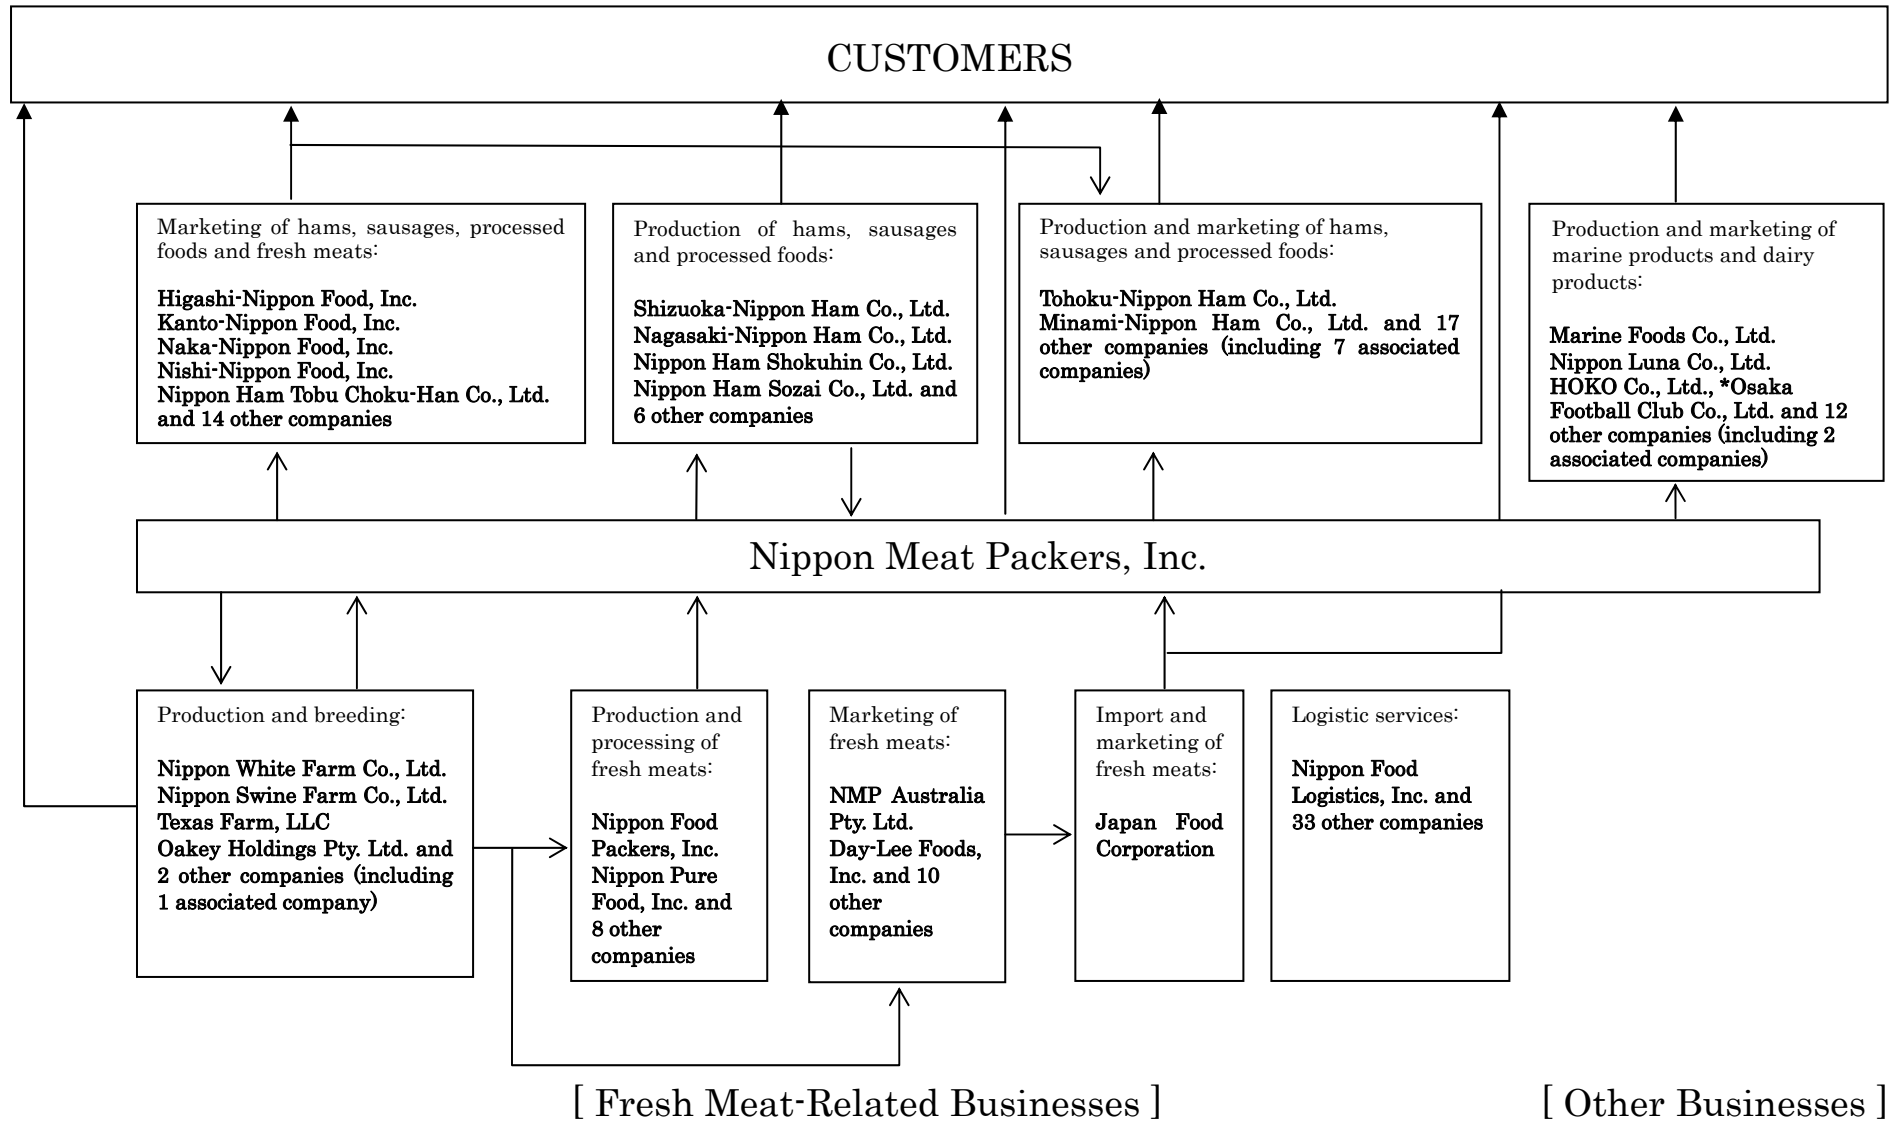 CUSTOMERS
Marketing of hams, sausages, processed
foods and fresh meats:
Higashi-Nippon Food, Inc.
Kanto-Nippon Food, Inc.
Naka-Nippon Food, Inc.
Nishi-Nippon Food, Inc.
Nippon Ham Tobu Choku-Han Co., Ltd.
and 14 other companies
Production of hams, sausages
and processed foods:
Shizuoka-Nippon Ham Co., Ltd.
Nagasaki-Nippon Ham Co., Ltd.
Nippon Ham Shokuhin Co., Ltd.
Nippon Ham Sozai Co., Ltd. and
6 other companies
Production and marketing of hams,
sausages and processed foods:
Tohoku-Nippon Ham Co., Ltd.
Minami-Nippon Ham Co., Ltd. and 17
other companies (including 7 associated
companies)
Production and marketing of
marine products and dairy
products:
Marine Foods Co., Ltd.
Nippon Luna Co., Ltd.
HOKO Co., Ltd., *Osaka
Football Club Co., Ltd. and 12
other companies (including 2
associated companies)
Nippon Meat Packers, Inc.
Production and breeding:
Nippon White Farm Co., Ltd.
Nippon Swine Farm Co., Ltd.
Texas Farm, LLC
Oakey Holdings Pty. Ltd. and
2 other companies (including
1 associated company)
Production and
processing of
fresh meats:
Nippon Food
Packers, Inc.
Nippon Pure
Food, Inc. and
8 other
companies
Marketing of
fresh meats:
NMP Australia
Pty. Ltd.
Day-Lee Foods,
Inc. and 10
other
companies
Import and
marketing of
fresh meats:
Japan Food
Corporation
Logistic services:
Nippon Food
Logistics, Inc. and
33 other companies
[ Fresh Meat-Related Businesses ]
[ Other Businesses ]